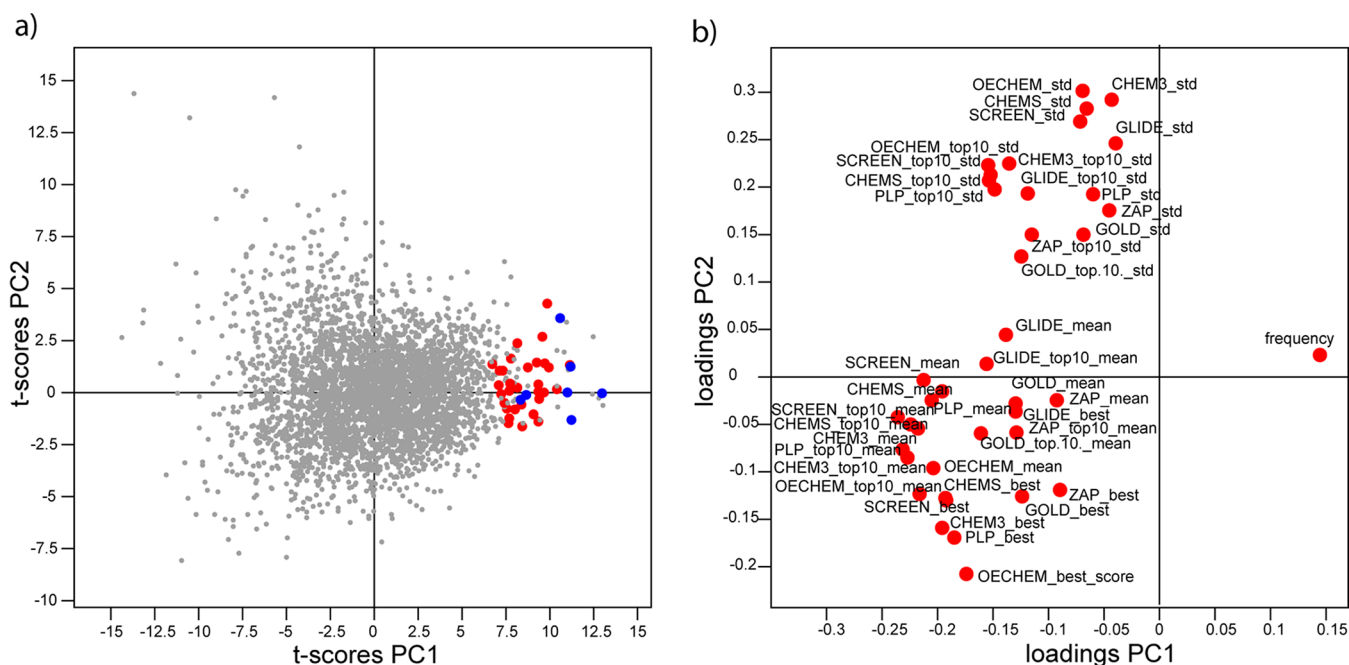 a)
15
12.5
10
7.5
5
2.5
0
-2.5
-5
-7.5
-10
t-scores PC2
-15
-12.5
-7.5
-5
-2.5
0
2.5
5
7.5
10
12.5
15
t-scores PC1
b)
0.3
0.25
0.2
0.15
0.1
0.05
0
-0.05
-0.1
-0.15
-0.2
loadings PC2
OECHEM_std
CHEM3_std
CHEMS_std
SCREEN_std
GLIDE_std
OECHEM_top10_std
SCREEN_top10_std
CHEM3_top10_std
CHEMS_top10_std
GLIDE_top10_std
PLP_top10_std
PLP_std
ZAP_std
GOLD_std
ZAP_top10_std
GOLD_top.10._std
GLIDE_mean
frequency
SCREEN_mean
GLIDE_top10_mean
CHEMS_mean
GOLD_mean
ZAP_mean
SCREEN_top10_mean
PLP_mean
GLIDE_best
CHEMS_top10_mean
ZAP_top10_mean
CHEM3_mean
GOLD_top.10._mean
PLP_top10_mean
CHEM3_top10_mean
OECHEM_mean
OECHEM_top10_mean
CHEMS_best
ZAP_best
SCREEN_best
GOLD_best
CHEM3_best
PLP_best
OECHEM_best_score
-0.3
-0.25
-0.2
-0.15
-0.1
-0.05
0
0.05
0.1
0.15
loadings PC1